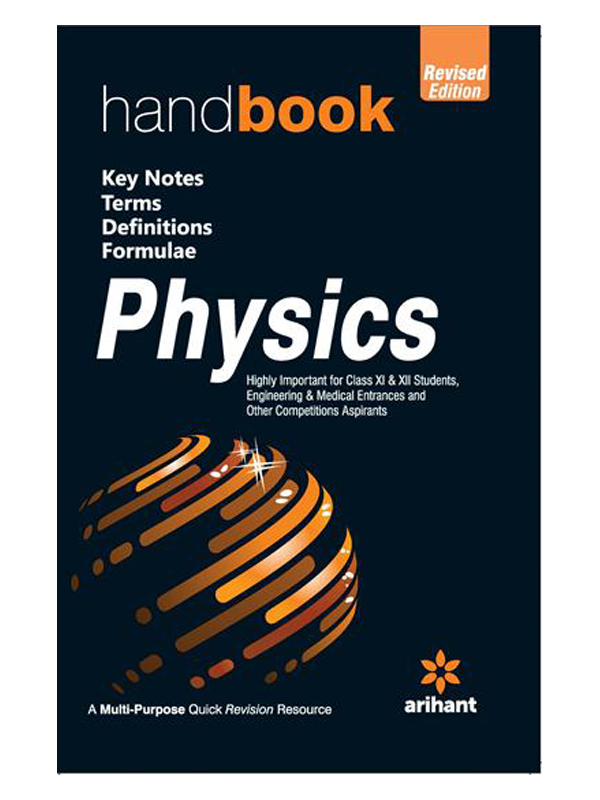 Revised
Edition
handbook
Key Notes
Terms
Definitions
Formulae
Physics
Highly Important for Class XI & XII Students,
Engineering & Medical Entrances and
Other Competitions Aspirants
A Multi-Purpose Quick Revision Resource
arihant